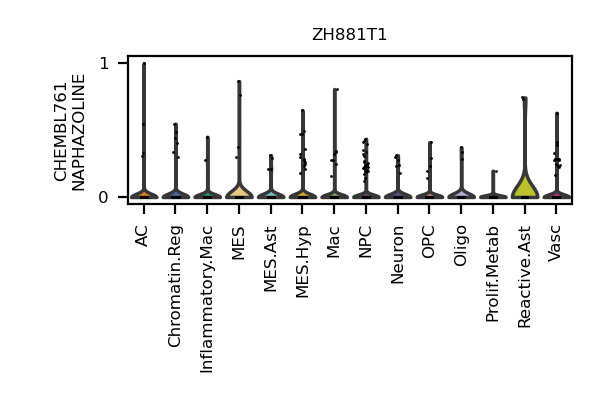 ZH881T1
CHEMBL761
NAPHAZOLINE
1
0
AC
Chromatin.Reg
Inflammatory.Mac
MES
MES.Ast
MES.Hyp
Mac
NPC
Neuron
OPC
Oligo
Prolif.Metab
Reactive.Ast
Vasc